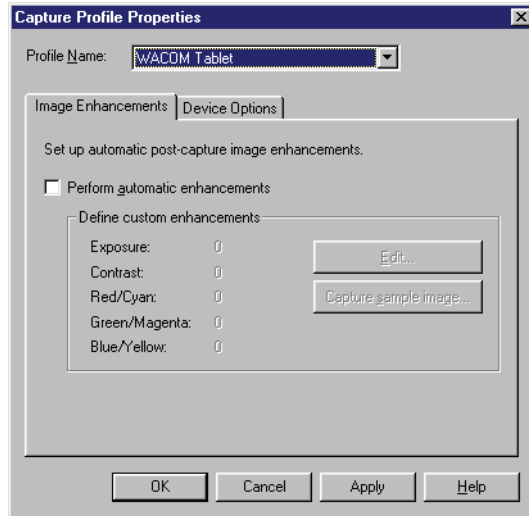 Capture Profile Properties
Profile Name: WACOM Tablet
Image Enhancements Device Options
Set up automatic post-capture image enhancements.
Perform automatic enhancements
Define custom enhancements
Exposure: 0 Edit...
Contrast: 0
Red/Cyan: 0 Capture sample image...
Green/Magenta: 0
Blue/Yellow: 0
OK Cancel Apply Help